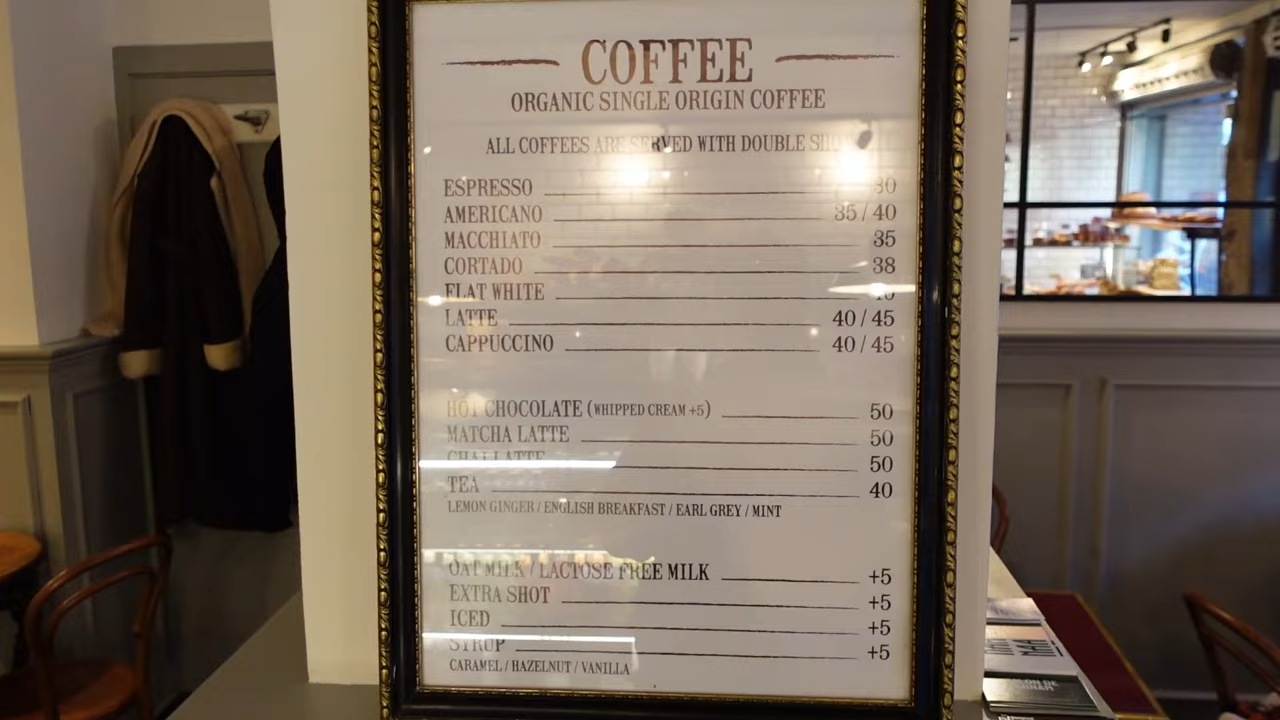 COFFEE
ORGANIC SINGLE ORIGIN COFFEE
ALL COFFEES ARE SERVED WITH DOUBLE
ESPRESSO 30
AMERICANO 35 / 40
MACCHIATO 35
CORTADO 38
FLAT WHITE
LATTE 40 / 45
CAPPUCCINO 40 / 45
HOT CHOCOLATE (WHIPPED CREAM +5) 50
MATCHA LATTE 50
CHAI LATTE 50
TEA 40
LEMON GINGER / ENGLISH BREAKFAST / EARL GREY / MINT
OAT MILK / LACTOSE FREE MILK +5
EXTRA SHOT +5
ICED +5
SYRUP +5
CARAMEL / HAZELNUT / VANILLA